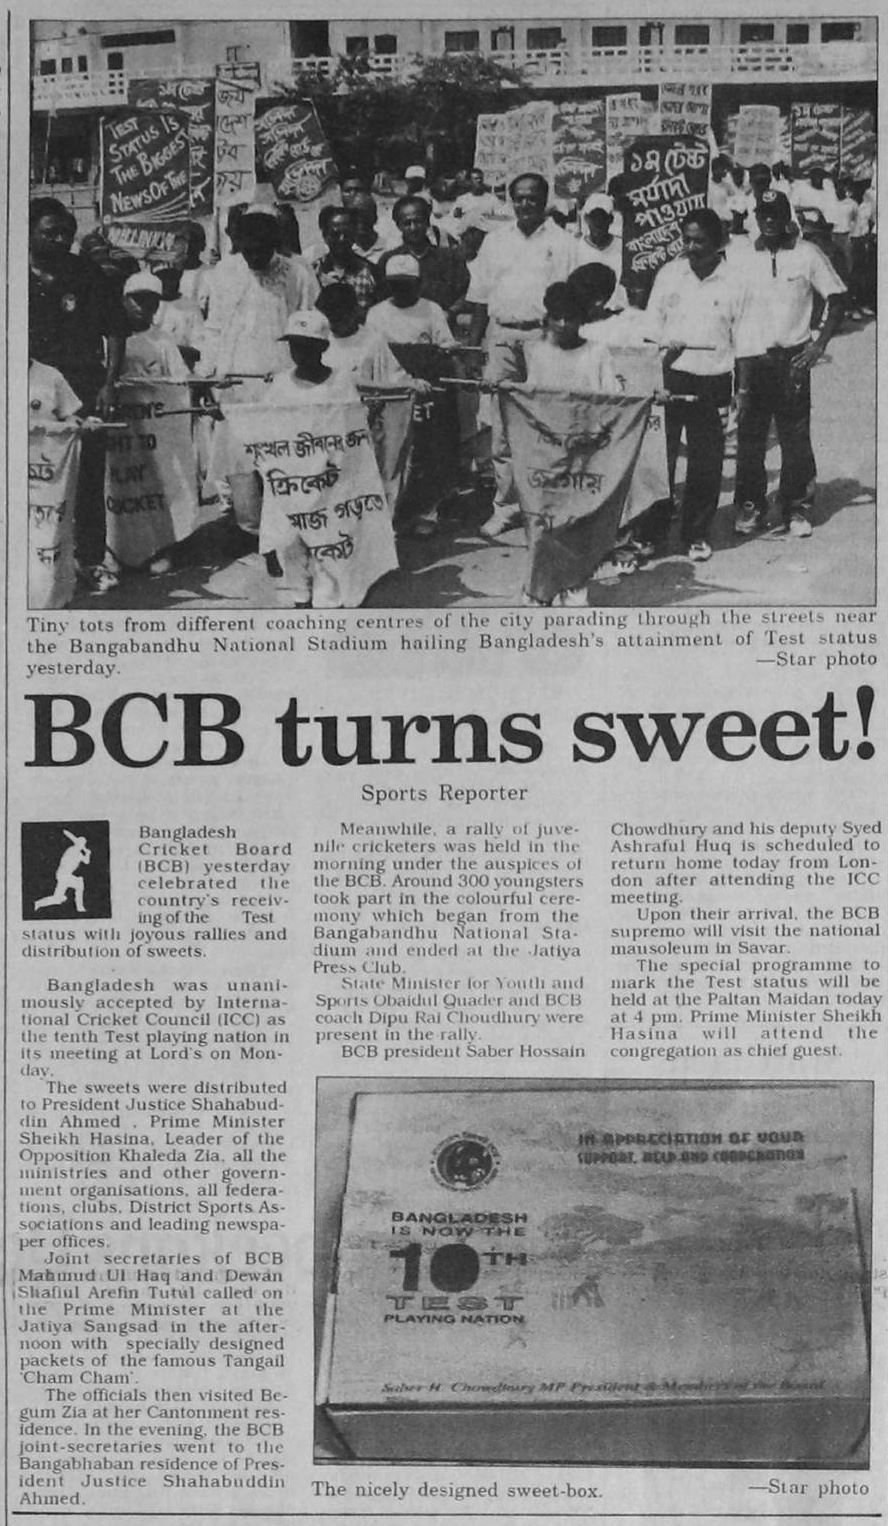 TEST
STATUS IS
THE BIGGEST
NEWS OF THE
MILLINIUM
জয়
১ম টেষ্ট
মর্যাদা
পাওয়ায়
বাংলাদেশ
CRICKET
শৃংখল জীবনের জন্য
ক্রিকেট
আজ গড়তে
Tiny tots from different coaching centres of the city parading through the streets near
the Bangabandhu National Stadium hailing Bangladesh's attainment of Test status
yesterday.
—Star photo
BCB turns sweet!
Sports Reporter
Bangladesh
Cricket Board
(BCB) yesterday
celebrated the
country's receiv-
ing of the Test
status with joyous rallies and
distribution of sweets.
Bangladesh was unani-
mously accepted by Interna-
tional Cricket Council (ICC) as
the tenth Test playing nation in
its meeting at Lord's on Mon-
day.
The sweets were distributed
to President Justice Shahabud-
din Ahmed , Prime Minister
Sheikh Hasina, Leader of the
Opposition Khaleda Zia, all the
ministries and other govern-
ment organisations, all federa-
tions, clubs, District Sports As-
sociations and leading newspa-
per offices.
Joint secretaries of BCB
Mahmud Ul Haq and Dewan
Shafiul Arefin Tutul called on
the Prime Minister at the
Jatiya Sangsad in the after-
noon with specially designed
packets of the famous Tangail
'Cham Cham'.
The officials then visited Be-
gum Zia at her Cantonment res-
idence. In the evening, the BCB
joint-secretaries went to the
Bangabhaban residence of Pres-
ident Justice Shahabuddin
Ahmed.
Meanwhile, a rally of juve-
nile cricketers was held in the
morning under the auspices of
the BCB. Around 300 youngsters
took part in the colourful cere-
mony which began from the
Bangabandhu National Sta-
dium and ended at the Jatiya
Press Club.
State Minister for Youth and
Sports Obaidul Quader and BCB
coach Dipu Rai Choudhury were
present in the rally.
BCB president Saber Hossain
Chowdhury and his deputy Syed
Ashraful Huq is scheduled to
return home today from Lon-
don after attending the ICC
meeting.
Upon their arrival, the BCB
supremo will visit the national
mausoleum in Savar.
The special programme to
mark the Test status will be
held at the Paltan Maidan today
at 4 pm. Prime Minister Sheikh
Hasina will attend the
congregation as chief guest.
IN APPRECIATION OF YOUR
SUPPORT, HELP AND COOPERATION
BANGLADESH
IS NOW THE
10TH
TEST
PLAYING NATION
Saber H. Chowdhury MP President & Members of the Board
The nicely designed sweet-box.
—Star photo